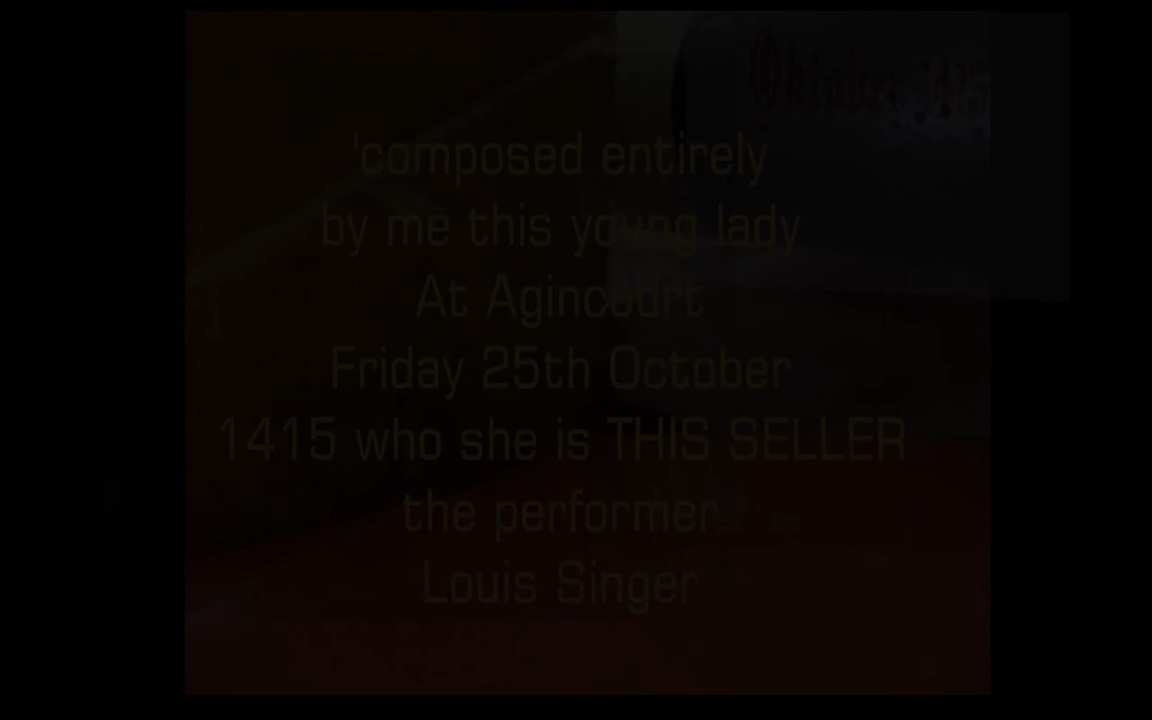 'composed entirely
by me this young lady
At Agincourt
Friday 25th October
1415 who she is THIS SELLER
the performer
Louis Singer